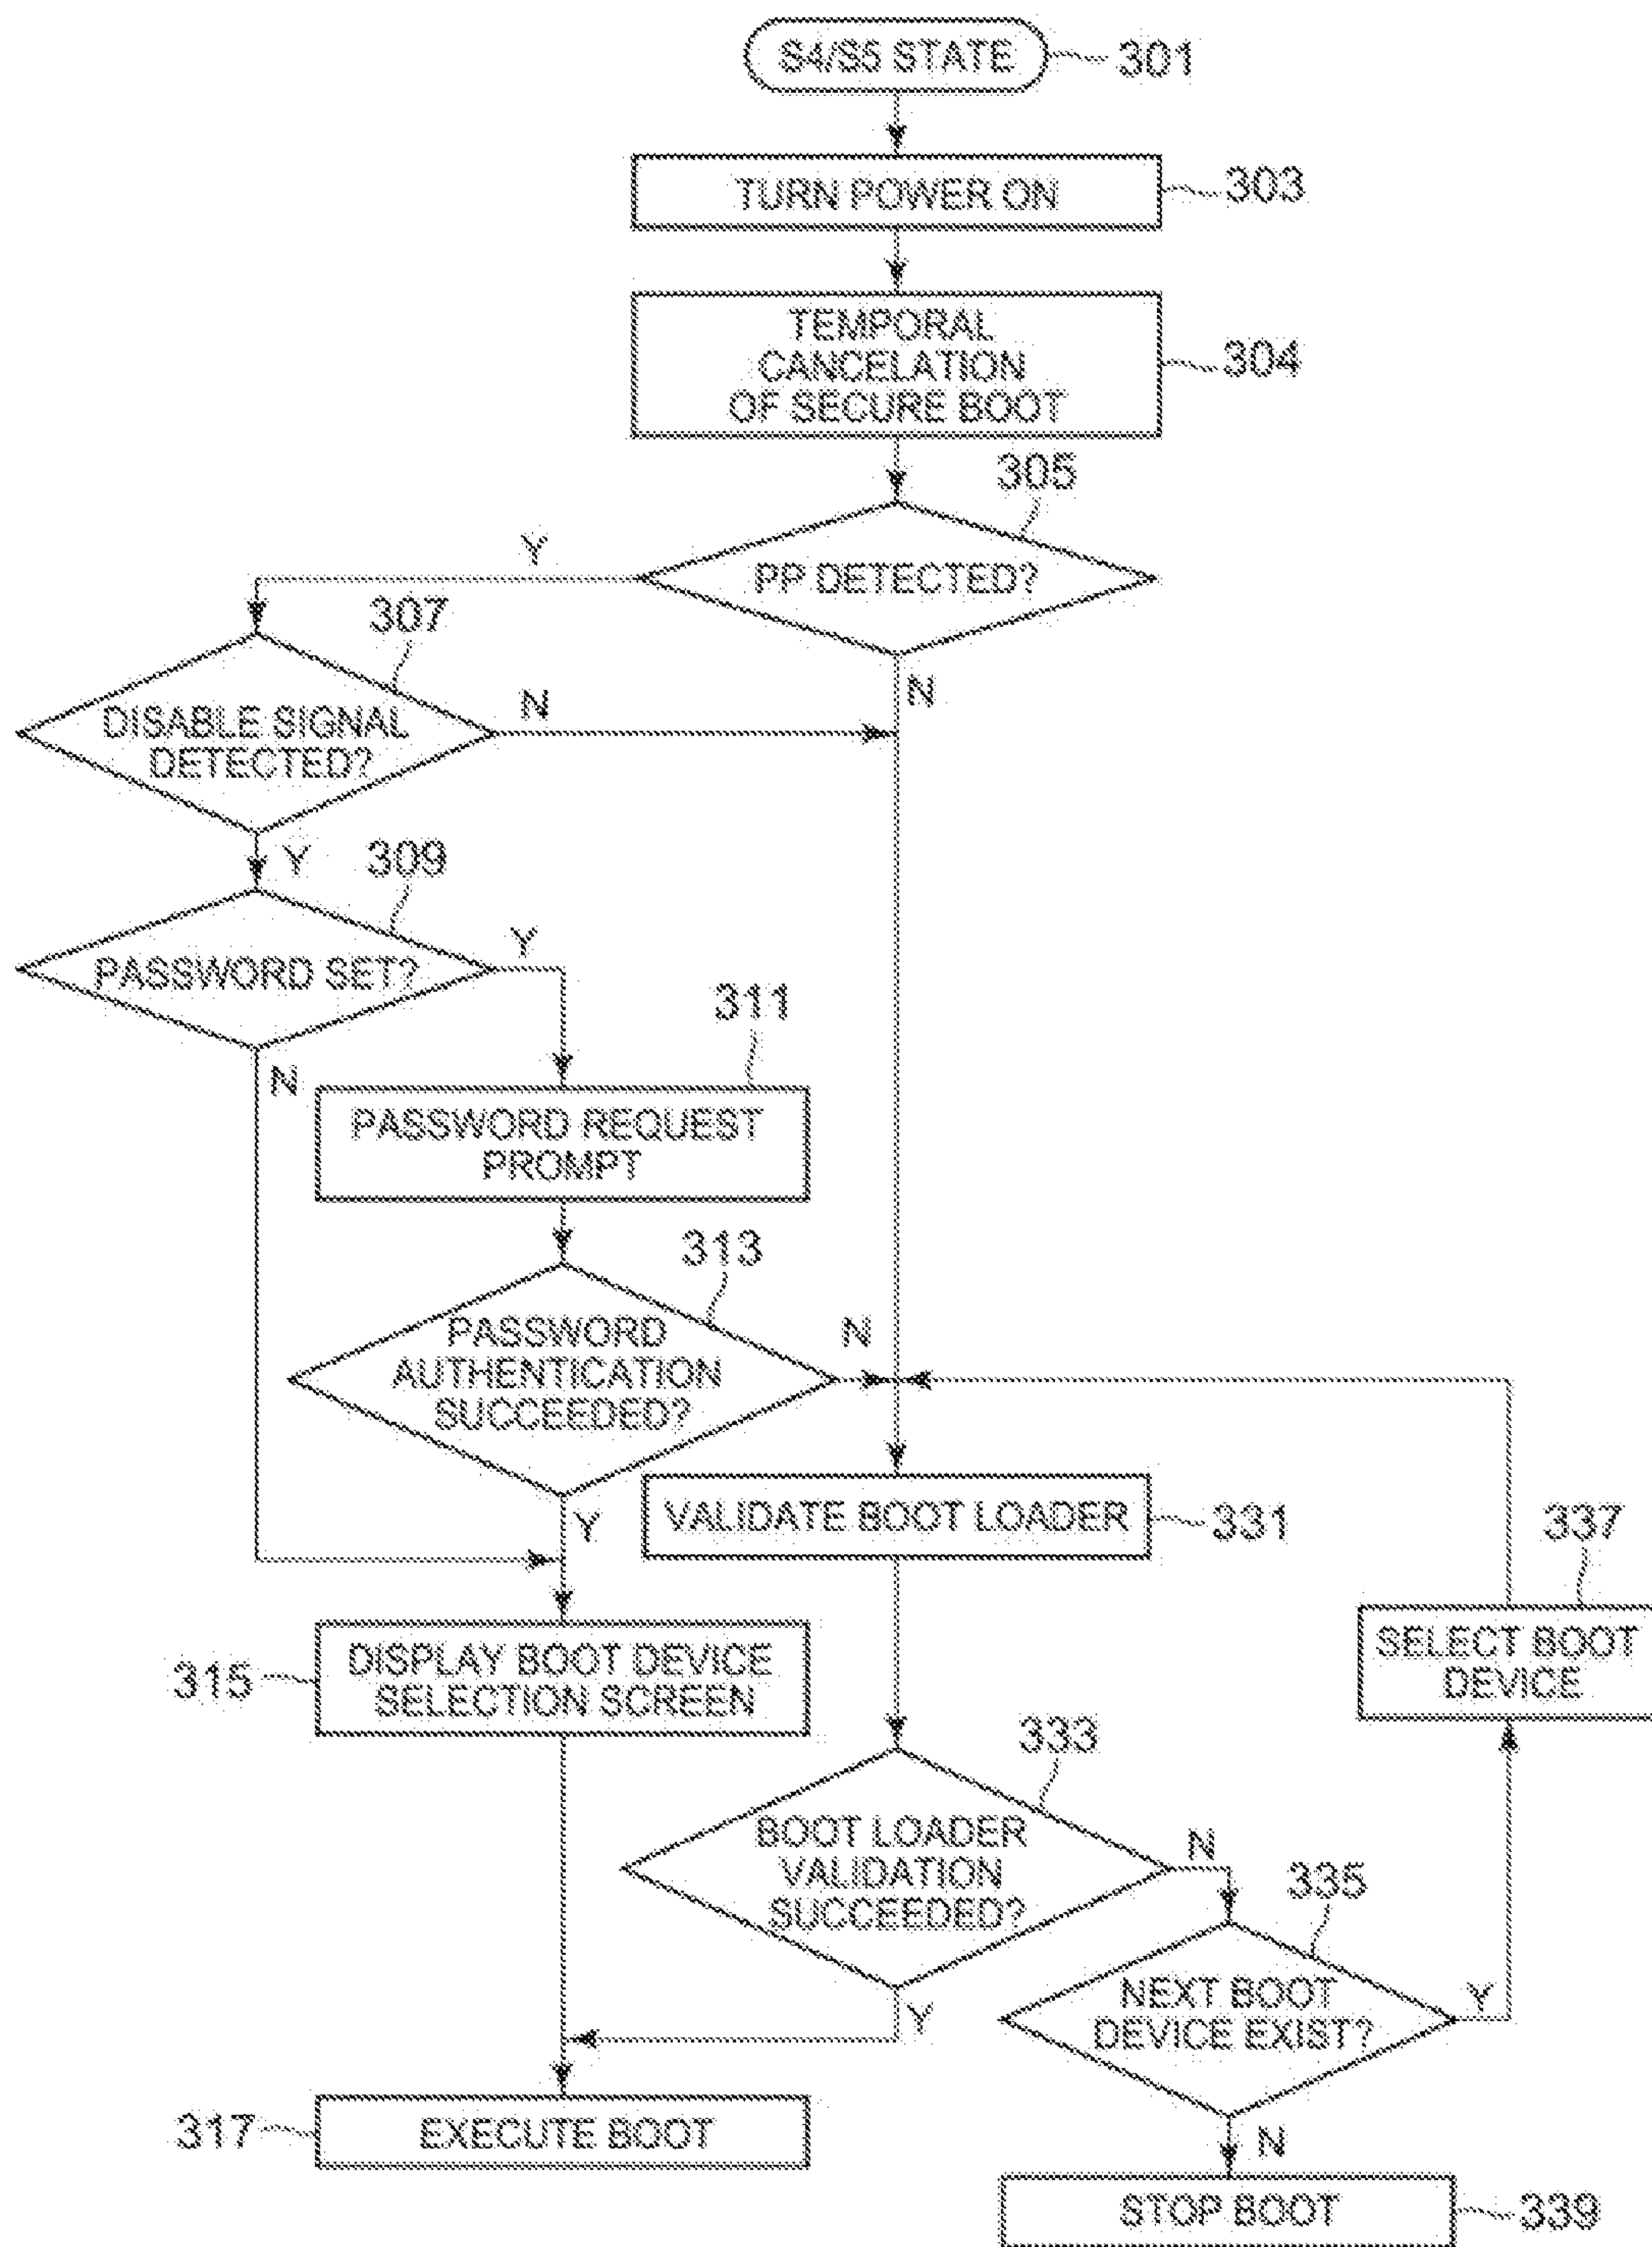 S4/S5 STATE
301
TURN POWER ON
303
TEMPORAL
CANCELATION
OF SECURE BOOT
304
305
PP DETECTED?
Y
N
307
DISABLE SIGNAL
DETECTED?
N
Y
309
PASSWORD SET?
Y
N
311
PASSWORD REQUEST
PROMPT
313
PASSWORD
AUTHENTICATION
SUCCEEDED?
N
Y
VALIDATE BOOT LOADER
331
337
SELECT BOOT
DEVICE
315
DISPLAY BOOT DEVICE
SELECTION SCREEN
333
BOOT LOADER
VALIDATION
SUCCEEDED?
N
Y
335
NEXT BOOT
DEVICE EXIST?
Y
N
317
EXECUTE BOOT
STOP BOOT
339